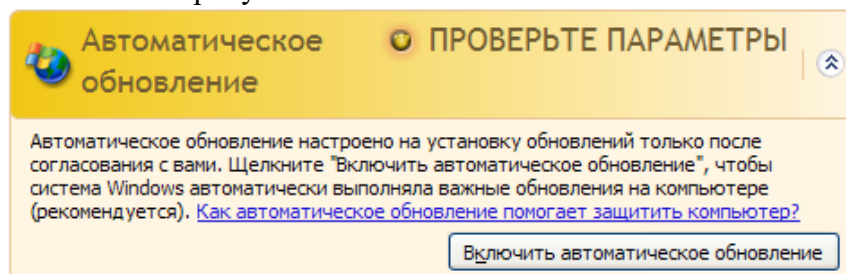 Автоматическое обновление
ПРОВЕРЬТЕ ПАРАМЕТРЫ
Автоматическое обновление настроено на установку обновлений только после
согласования с вами. Щелкните "Включить автоматическое обновление", чтобы
система Windows автоматически выполняла важные обновления на компьютере
(рекомендуется). Как автоматическое обновление помогает защитить компьютер?
Включить автоматическое обновление